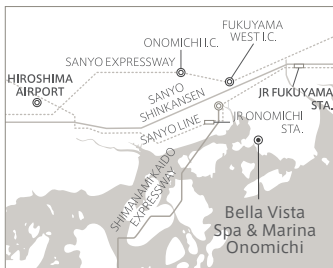 FUKUYAMA
WEST I.C.
ONOMICHI I.C.
SANYO EXPRESSWAY
HIROSHIMA
AIRPORT
SANYO
SHINKANSEN
JR FUKUYAMA
STA.
SANYO LINE
JR ONOMICHI
STA.
SHIMANAMI KAIDO
EXPRESSWAY
Bella Vista
Spa & Marina
Onomichi